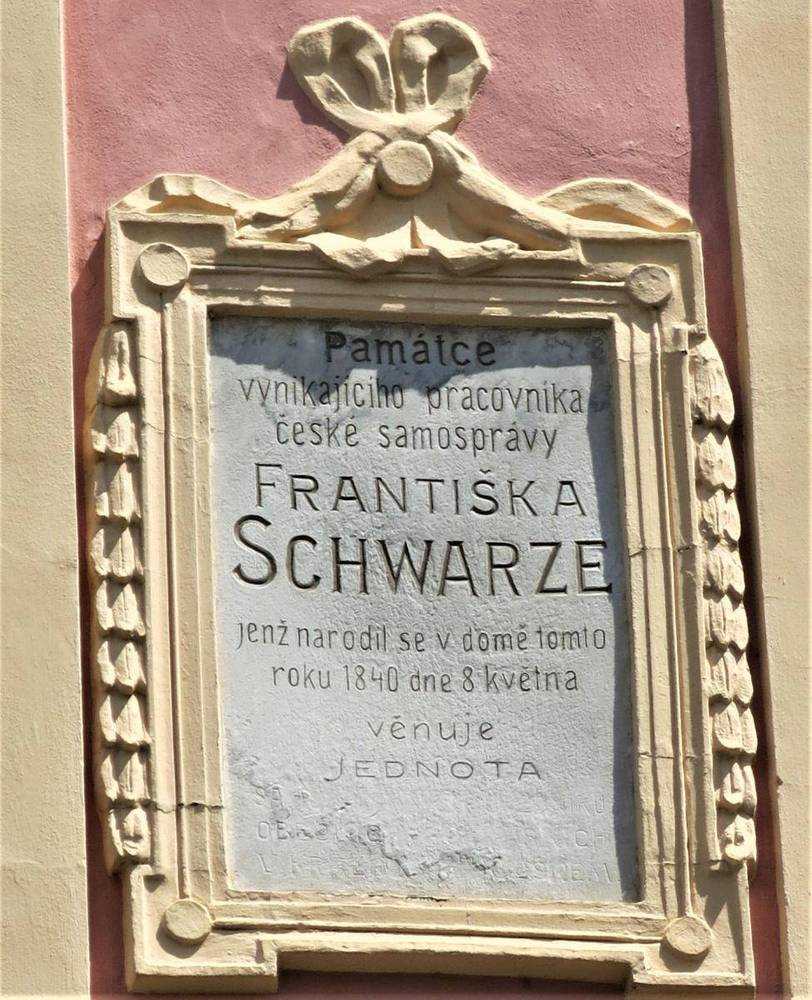 Památce
vynikajícího pracovníka
české samosprávy
FRANTIŠKA
SCHWARZE
jenž narodil se v domě tomto
roku 1840 dne 8 května
věnuje
JEDNOTA